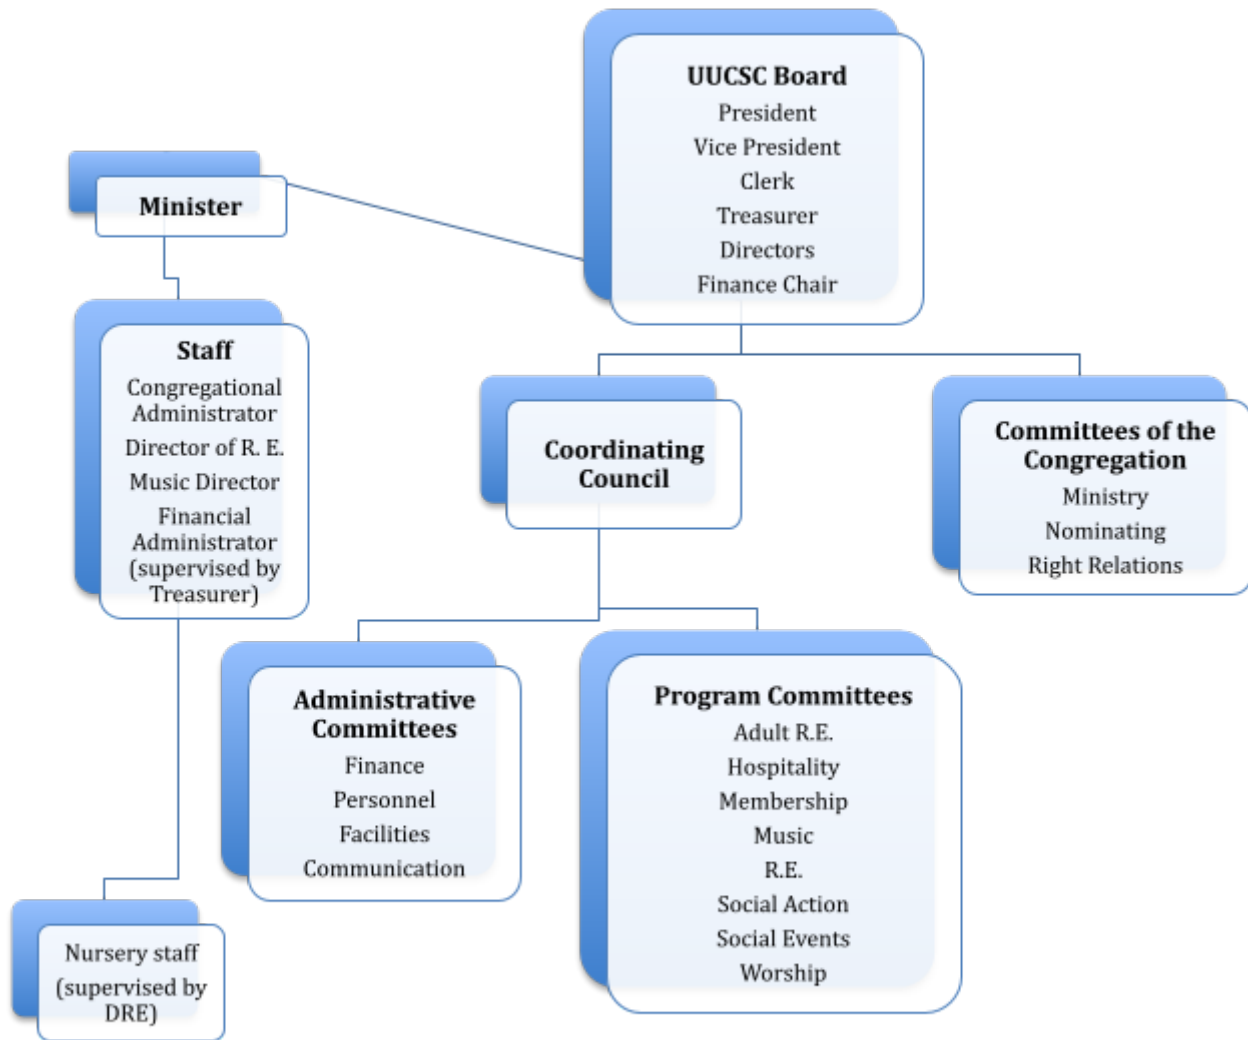 UUCSC Board
President
Vice President
Clerk
Treasurer
Directors
Finance Chair
Minister
Staff
Congregational
Administrator
Director of R. E.
Music Director
Financial
Administrator
(supervised by
Treasurer)
Coordinating
Council
Committees of the
Congregation
Ministry
Nominating
Right Relations
Administrative
Committees
Finance
Personnel
Facilities
Communication
Program Committees
Adult R.E.
Hospitality
Membership
Music
R.E.
Social Action
Social Events
Worship
Nursery staff
(supervised by
DRE)